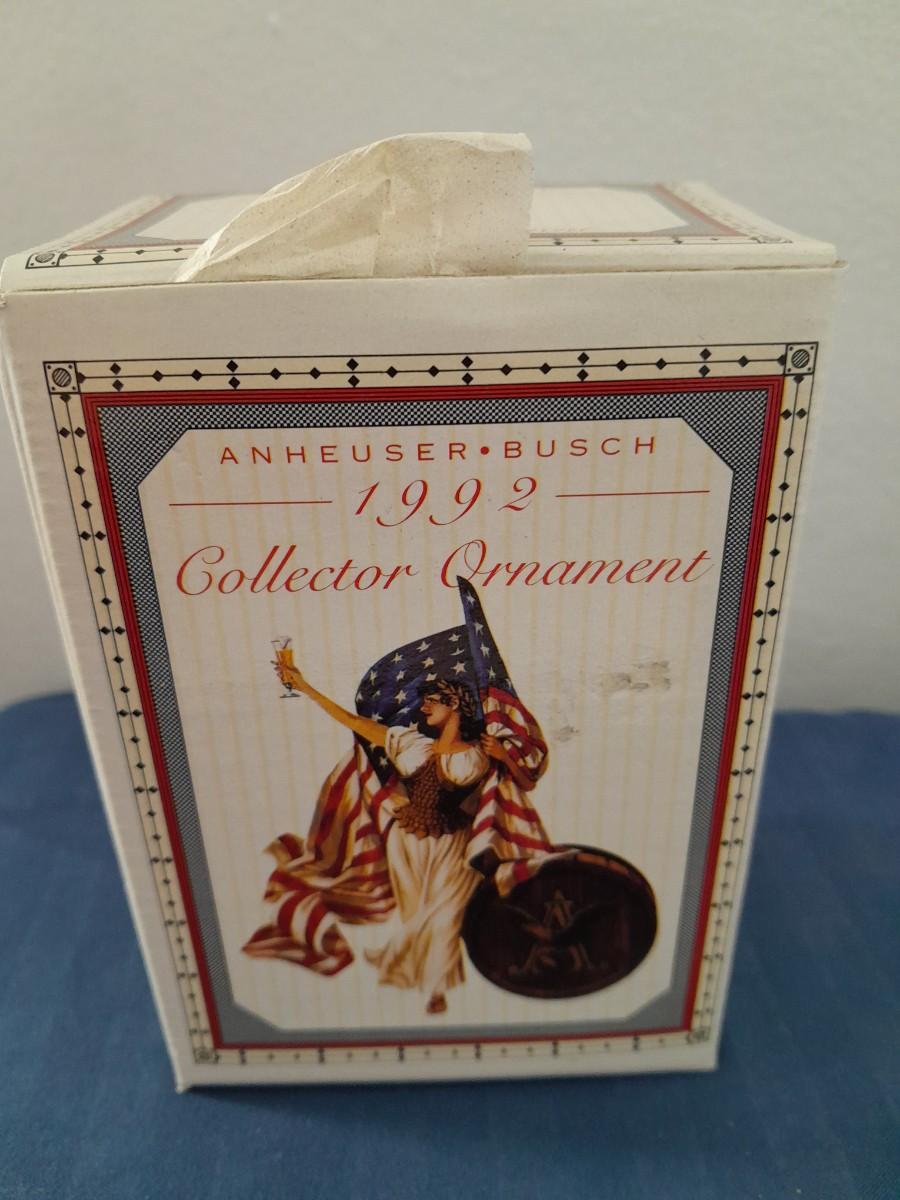 ANHEUSER•BUSCH
1992
Collector Ornament
A